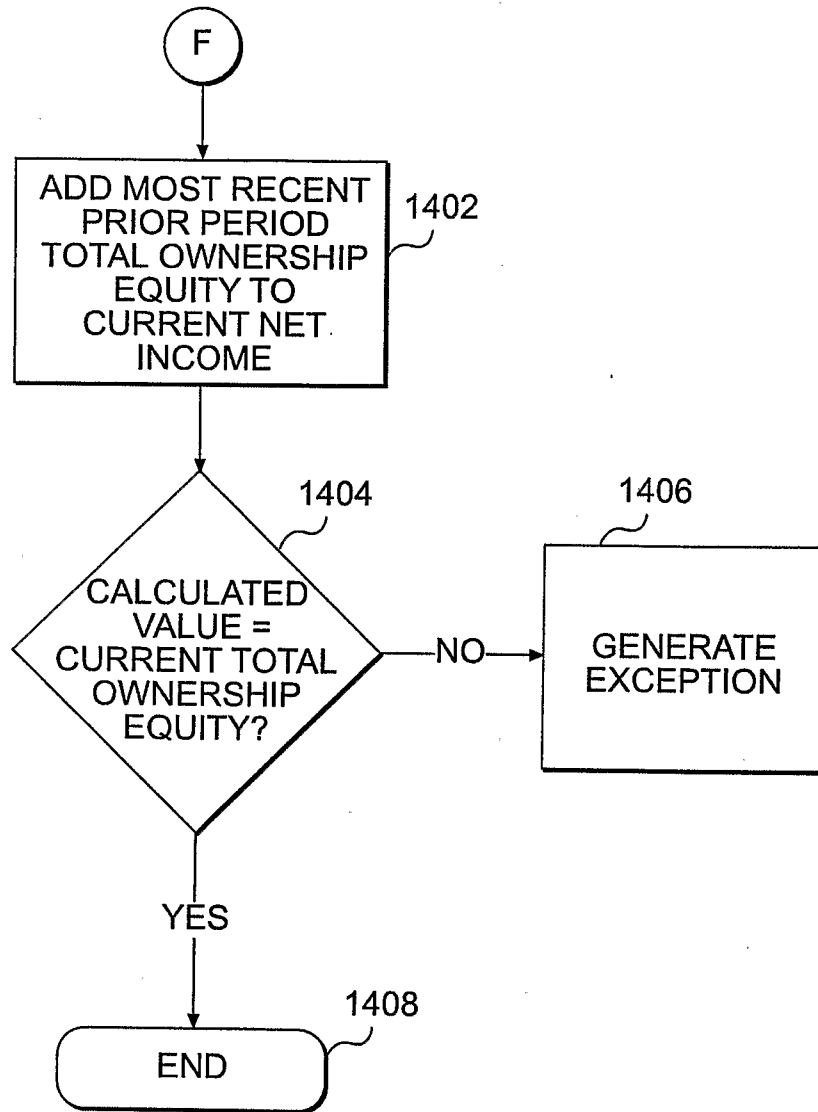 F
ADD MOST RECENT
PRIOR PERIOD
TOTAL OWNERSHIP
EQUITY TO
CURRENT NET
INCOME
1402
1404
CALCULATED
VALUE =
CURRENT TOTAL
OWNERSHIP
EQUITY?
NO
1406
GENERATE
EXCEPTION
YES
1408
END